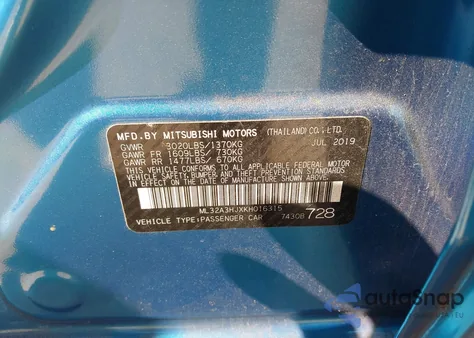 MFD.BY MITSUBISHI MOTORS (THAILAND) CO., LTD.
GVWR 3020LBS/1370KG JUL 2019
GAWR FR 1609LBS/ 730KG
GAWR RR 1477LBS/ 670KG
THIS VEHICLE CONFORMS TO ALL APPLICABLE FEDERAL MOTOR
VEHICLE SAFETY, BUMPER, AND THEFT PREVENTION STANDARDS
IN EFFECT ON THE DATE OF MANUFACTURE SHOWN ABOVE.
ML32A3HJXKH016315
VEHICLE TYPE:PASSENGER CAR 7430B 728
autosnap